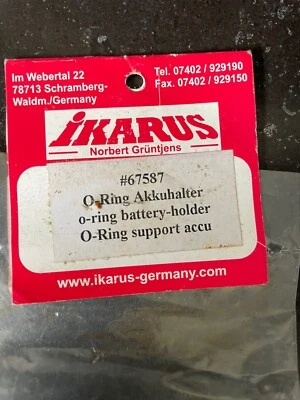 Im Webertal 22
78713 Schramberg-
Waldm./Germany
Tel. 07402 / 929190
Fax. 07402 / 929150
IKARUS
Norbert Grüntjens
#67587
O-Ring Akkuhalter
o-ring battery-holder
O-Ring support accu
www.ikarus-germany.com